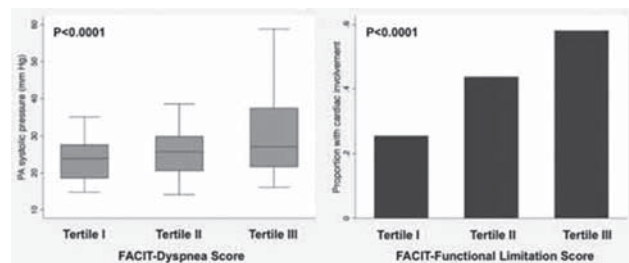 P<0.0001
PA systolic pressure (mm Hg)
60
50
40
30
20
10
Tertile I Tertile II Tertile III
FACIT-Dyspnea Score
P<0.0001
Proportion with cardiac involvement
.6
.4
.2
0
Tertile I Tertile II Tertile III
FACIT-Functional Limitation Score